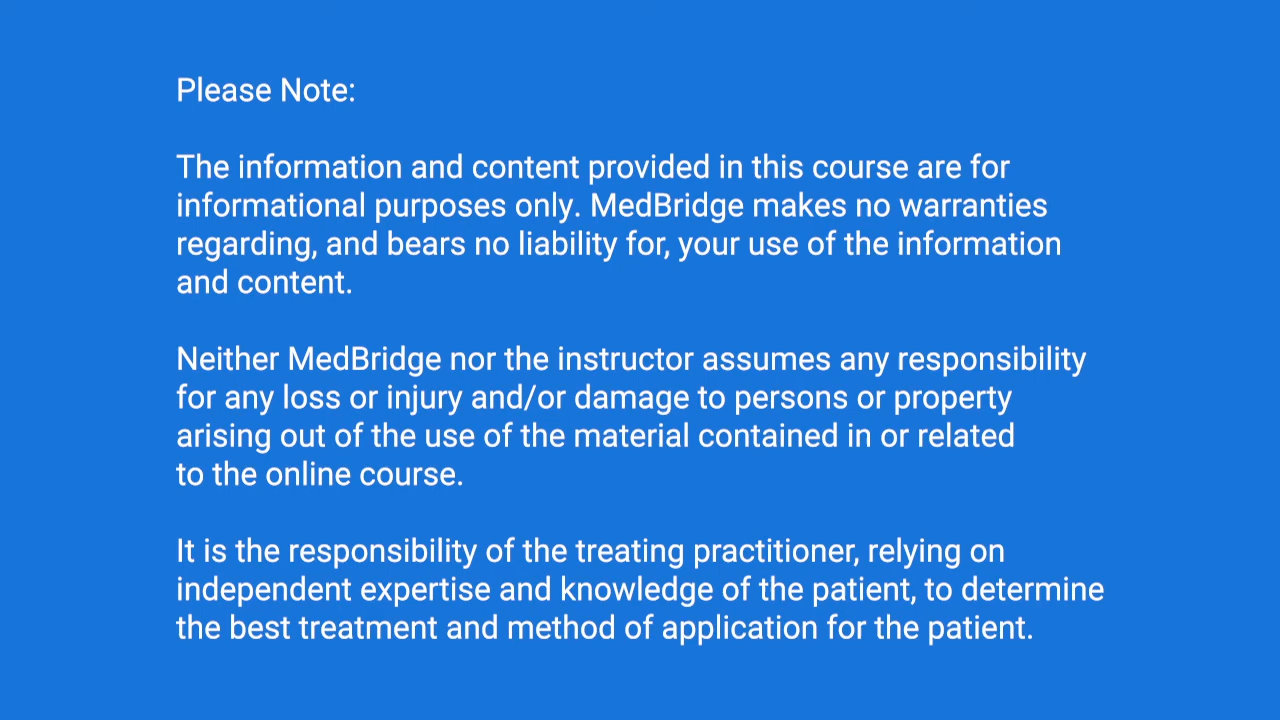 Please Note:
The information and content provided in this course are for
informational purposes only. MedBridge makes no warranties
regarding, and bears no liability for, your use of the information
and content.
Neither MedBridge nor the instructor assumes any responsibility
for any loss or injury and/or damage to persons or property
arising out of the use of the material contained in or related
to the online course.
It is the responsibility of the treating practitioner, relying on
independent expertise and knowledge of the patient, to determine
the best treatment and method of application for the patient.